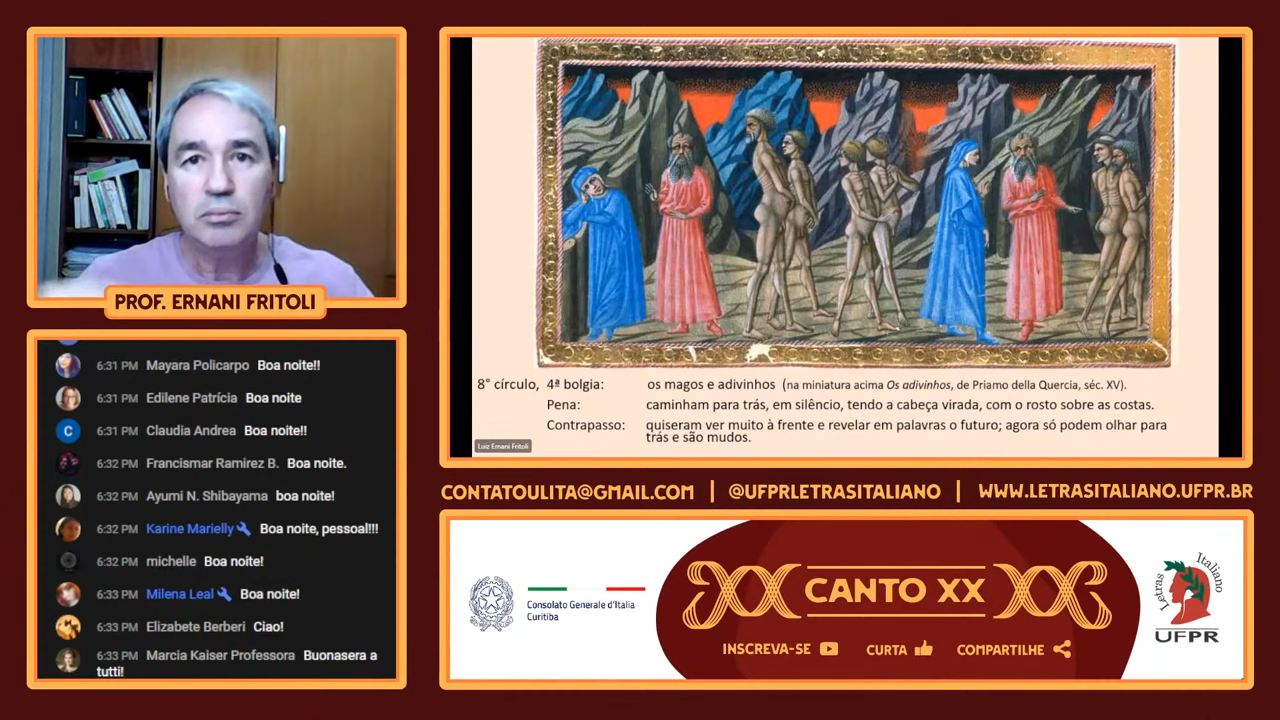 PROF. ERNANI FRITOLI
6:31 PM Mayara Policarpo Boa noite!!
6:31 PM Edilene Patrícia Boa noite
C 6:31 PM Claudia Andrea Boa noite!!
6:32 PM Francismar Ramirez B. Boa noite.
6:32 PM Ayumi N. Shibayama boa noite!
6:32 PM Karine Marielly Boa noite, pessoal!!!
6:32 PM michelle Boa noite!
6:33 PM Milena Leal Boa noite!
6:33 PM Elizabete Berberi Ciao!
6:33 PM Marcia Kaiser Professora Buonasera a
tutti!
8° círculo, 4ª bolgia: os magos e adivinhos (na miniatura acima Os adivinhos, de Priamo della Quercia, séc. XV).
Pena: caminham para trás, em silêncio, tendo a cabeça virada, com o rosto sobre as costas.
Contrapasso: quiseram ver muito à frente e revelar em palavras o futuro; agora só podem olhar para
trás e são mudos.
Luiz Ernani Fritoli
CONTATOULITA@GMAIL.COM | @UFPRLETRASITALIANO | WWW.LETRASITALIANO.UFPR.BR
Consolato Generale d'Italia
Curitiba
XX CANTO XX XX
INSCREVA-SE CURTA COMPARTILHE
Letras Italiano
UFPR